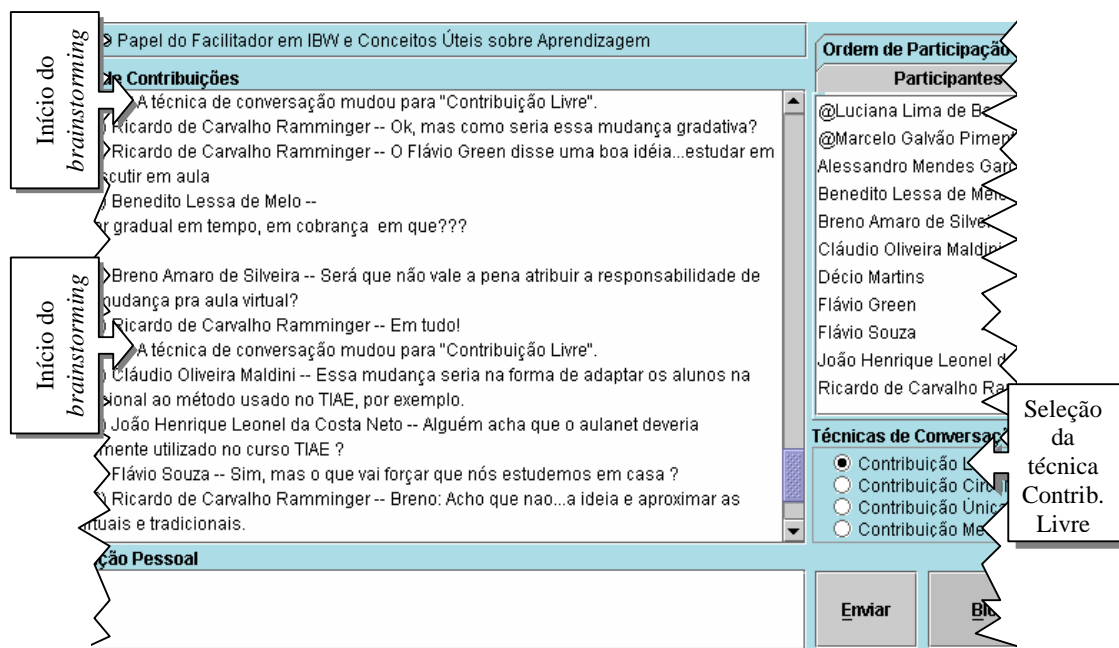 Papel do Facilitador em IBW e Conceitos Úteis sobre Aprendizagem
de Contribuições
A técnica de conversação mudou para "Contribuição Livre".
Ricardo de Carvalho Ramminger -- Ok, mas como seria essa mudança gradativa?
Ricardo de Carvalho Ramminger -- O Flávio Green disse uma boa idéia...estudar em
scutir em aula
) Benedito Lessa de Melo --
gradual em tempo, em cobrança em que???
Breno Amaro de Silveira -- Será que não vale a pena atribuir a responsabilidade de
mudança pra aula virtual?
) Ricardo de Carvalho Ramminger -- Em tudo!
A técnica de conversação mudou para "Contribuição Livre".
) Cláudio Oliveira Maldini -- Essa mudança seria na forma de adaptar os alunos na
ional ao método usado no TIAE, por exemplo.
) João Henrique Leonel da Costa Neto -- Alguém acha que o aulanet deveria
mente utilizado no curso TIAE ?
Flávio Souza -- Sim, mas o que vai forçar que nós estudemos em casa ?
) Ricardo de Carvalho Ramminger -- Breno: Acho que nao...a ideia e aproximar as
tuais e tradicionais.
ção Pessoal
Ordem de Participação
Participantes
@Luciana Lima de Ba
@Marcelo Galvão Piment
Alessandro Mendes Garc
Benedito Lessa de Melo
Breno Amaro de Silvei
Cláudio Oliveira Maldini
Décio Martins
Flávio Green
Flávio Souza
João Henrique Leonel d
Ricardo de Carvalho Ra
Técnicas de Conversaç
Contribuição L
Contribuição Circ
Contribuição Única
Contribuição Me
Enviar
Blo
Início do
brainstorming
Início do
brainstorming
Seleção
da
técnica
Contrib.
Livre